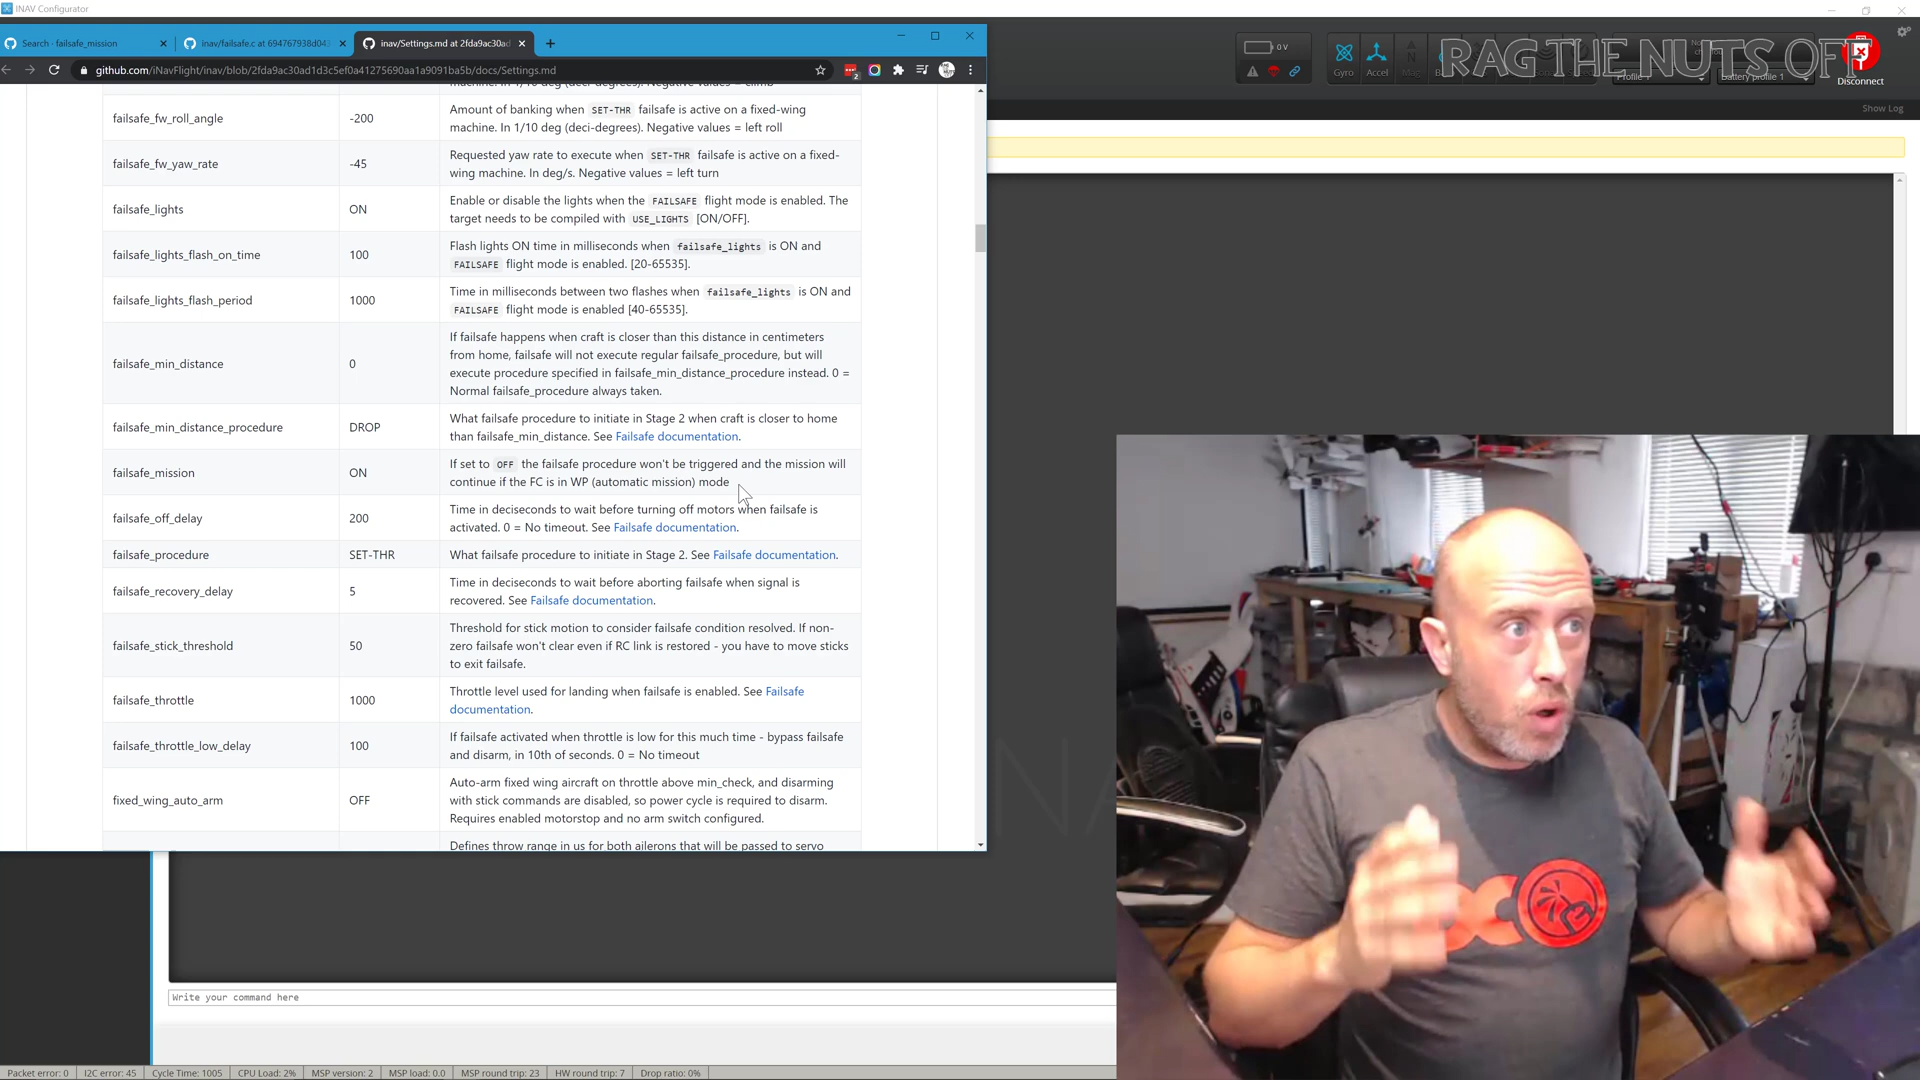 INAV Configurator
Search · failsafe_mission
inav/failsafe.c at 694767938d043
inav/Settings.md at 2fda9ac30ad
github.com/iNavFlight/inav/blob/2fda9ac30ad1d3c5ef0a41275690aa1a9091ba5b/docs/Settings.md
0 V
Gyro
Accel
RAG THE NUTS OFF
Battery profile 1
Disconnect
Show Log
failsafe_fw_roll_angle
-200
Amount of banking when SET-THR failsafe is active on a fixed-wing
machine. In 1/10 deg (deci-degrees). Negative values = left roll
failsafe_fw_yaw_rate
-45
Requested yaw rate to execute when SET-THR failsafe is active on a fixed-
wing machine. In deg/s. Negative values = left turn
failsafe_lights
ON
Enable or disable the lights when the FAILSAFE flight mode is enabled. The
target needs to be compiled with USE_LIGHTS [ON/OFF].
failsafe_lights_flash_on_time
100
Flash lights ON time in milliseconds when failsafe_lights is ON and
FAILSAFE flight mode is enabled. [20-65535].
failsafe_lights_flash_period
1000
Time in milliseconds between two flashes when failsafe_lights is ON and
FAILSAFE flight mode is enabled [40-65535].
failsafe_min_distance
0
If failsafe happens when craft is closer than this distance in centimeters
from home, failsafe will not execute regular failsafe_procedure, but will
execute procedure specified in failsafe_min_distance_procedure instead. 0 =
Normal failsafe_procedure always taken.
failsafe_min_distance_procedure
DROP
What failsafe procedure to initiate in Stage 2 when craft is closer to home
than failsafe_min_distance. See Failsafe documentation.
failsafe_mission
ON
If set to OFF the failsafe procedure won't be triggered and the mission will
continue if the FC is in WP (automatic mission) mode
failsafe_off_delay
200
Time in deciseconds to wait before turning off motors when failsafe is
activated. 0 = No timeout. See Failsafe documentation.
failsafe_procedure
SET-THR
What failsafe procedure to initiate in Stage 2. See Failsafe documentation.
failsafe_recovery_delay
5
Time in deciseconds to wait before aborting failsafe when signal is
recovered. See Failsafe documentation.
failsafe_stick_threshold
50
Threshold for stick motion to consider failsafe condition resolved. If non-
zero failsafe won't clear even if RC link is restored - you have to move sticks
to exit failsafe.
failsafe_throttle
1000
Throttle level used for landing when failsafe is enabled. See Failsafe
documentation.
failsafe_throttle_low_delay
100
If failsafe activated when throttle is low for this much time - bypass failsafe
and disarm, in 10th of seconds. 0 = No timeout
fixed_wing_auto_arm
OFF
Auto-arm fixed wing aircraft on throttle above min_check, and disarming
with stick commands are disabled, so power cycle is required to disarm.
Requires enabled motorstop and no arm switch configured.
Defines throw range in us for both ailerons that will be passed to servo
Write your command here
Packet error: 0
I2C error: 45
Cycle Time: 1005
CPU Load: 2%
MSP version: 2
MSP load: 0.0
MSP round trip: 23
HW round trip: 7
Drop ratio: 0%